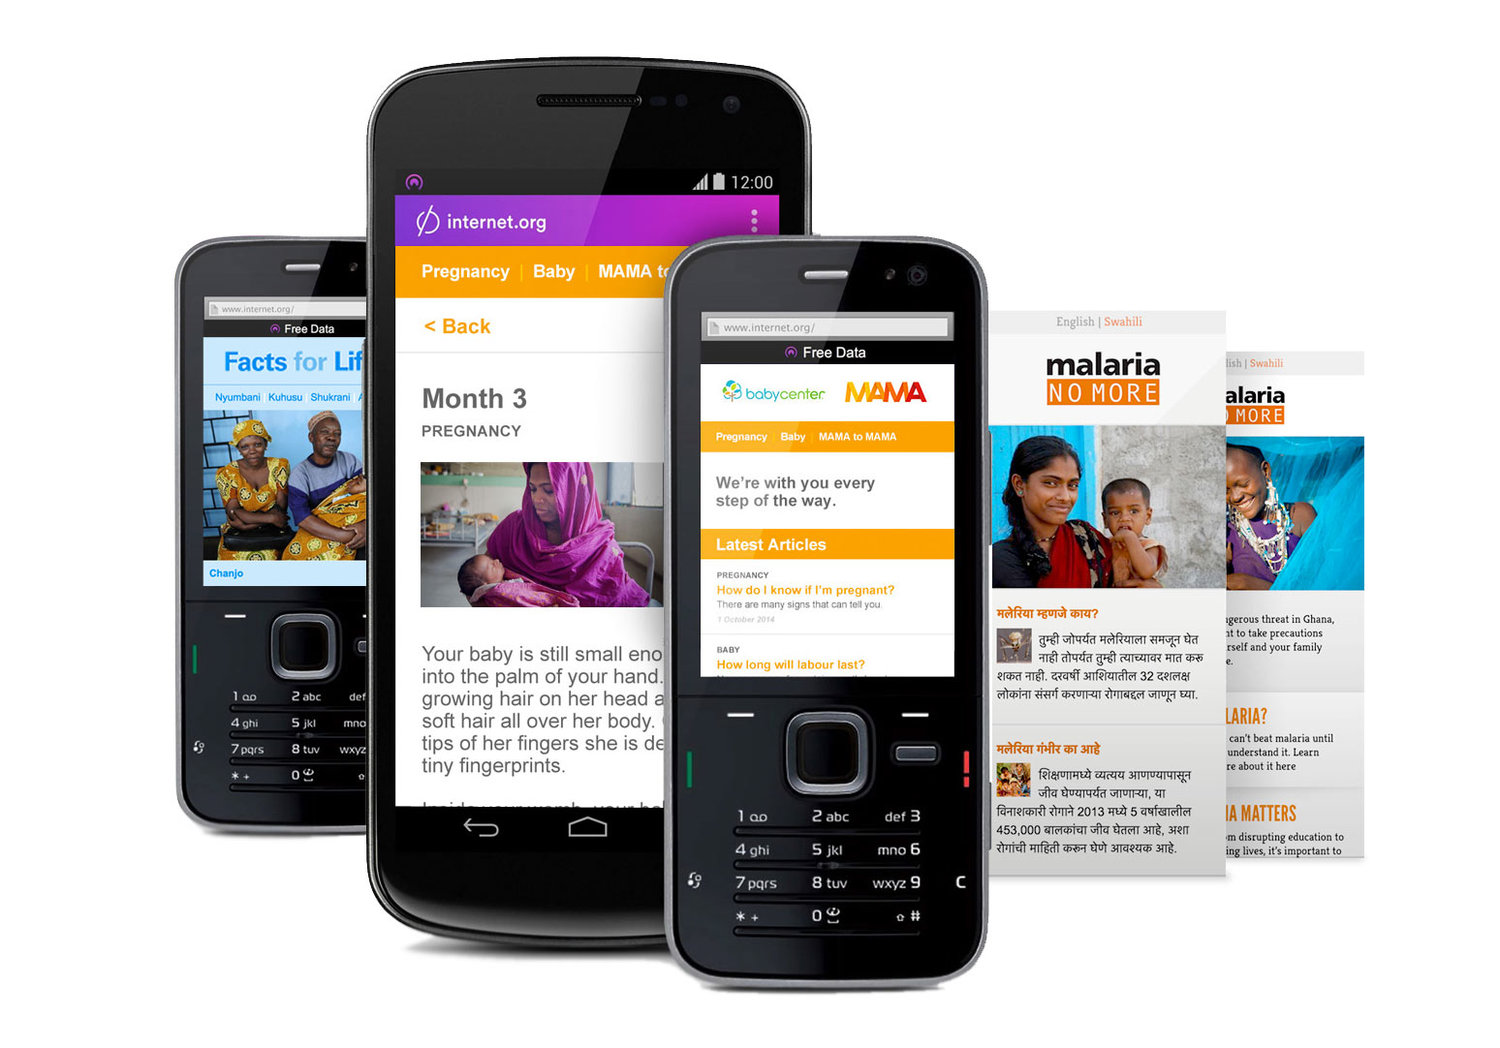 www.internet.org/
Free Data
Facts for Lif
Nyumbani Kuhusu Shukrani
Chanjo
1
2 abc
def
4 ghi
5 jkl
mno
7 pqrs
8 tuv
wxyz
* +
0
12:00
internet.org
Pregnancy | Baby | MAMA to
< Back
Month 3
PREGNANCY
Your baby is still small eno
into the palm of your hand.
growing hair on her head a
soft hair all over her body.
tips of her fingers she is de
tiny fingerprints.
www.internet.org/
Free Data
babycenter MAMA
Pregnancy | Baby | MAMA to MAMA
We're with you every
step of the way.
Latest Articles
PREGNANCY
How do I know if I'm pregnant?
There are many signs that can tell you.
1 October 2014
BABY
How long will labour last?
1
2 abc
def 3
4 ghi
5 jkl
mno 6
7 pqrs
8 tuv
wxyz 9
C
* +
0
#
English | Swahili
malaria
NO MORE
मलेरिया म्हणजे काय?
तुम्ही जोपर्यत मलेरियाला समजून घेत
नाही तोपर्यत तुम्ही त्याच्यावर मात करू
शकत नाही. दरवर्षी आशियातील 32 दशलक्ष
लोकांना संसर्ग करणाऱ्या रोगाबद्दल जाणून घ्या.
मलेरिया गंभीर का आहे
शिक्षणामध्ये व्यत्यय आणण्यापासून
जीव घेण्यापर्यत जाणाऱ्या, या
विनाशकारी रोगाने 2013 मध्ये 5 वर्षाखालील
453,000 बालकांचा जीव घेतला आहे, अशा
रोगांची माहिती करून घेणे आवश्यक आहे.
lish | Swahili
alaria
O MORE
gerous threat in Ghana,
nt to take precautions
rself and your family
e.
LARIA?
can't beat malaria until
understand it. Learn
re about it here
IA MATTERS
om disrupting education to
ing lives, it's important to